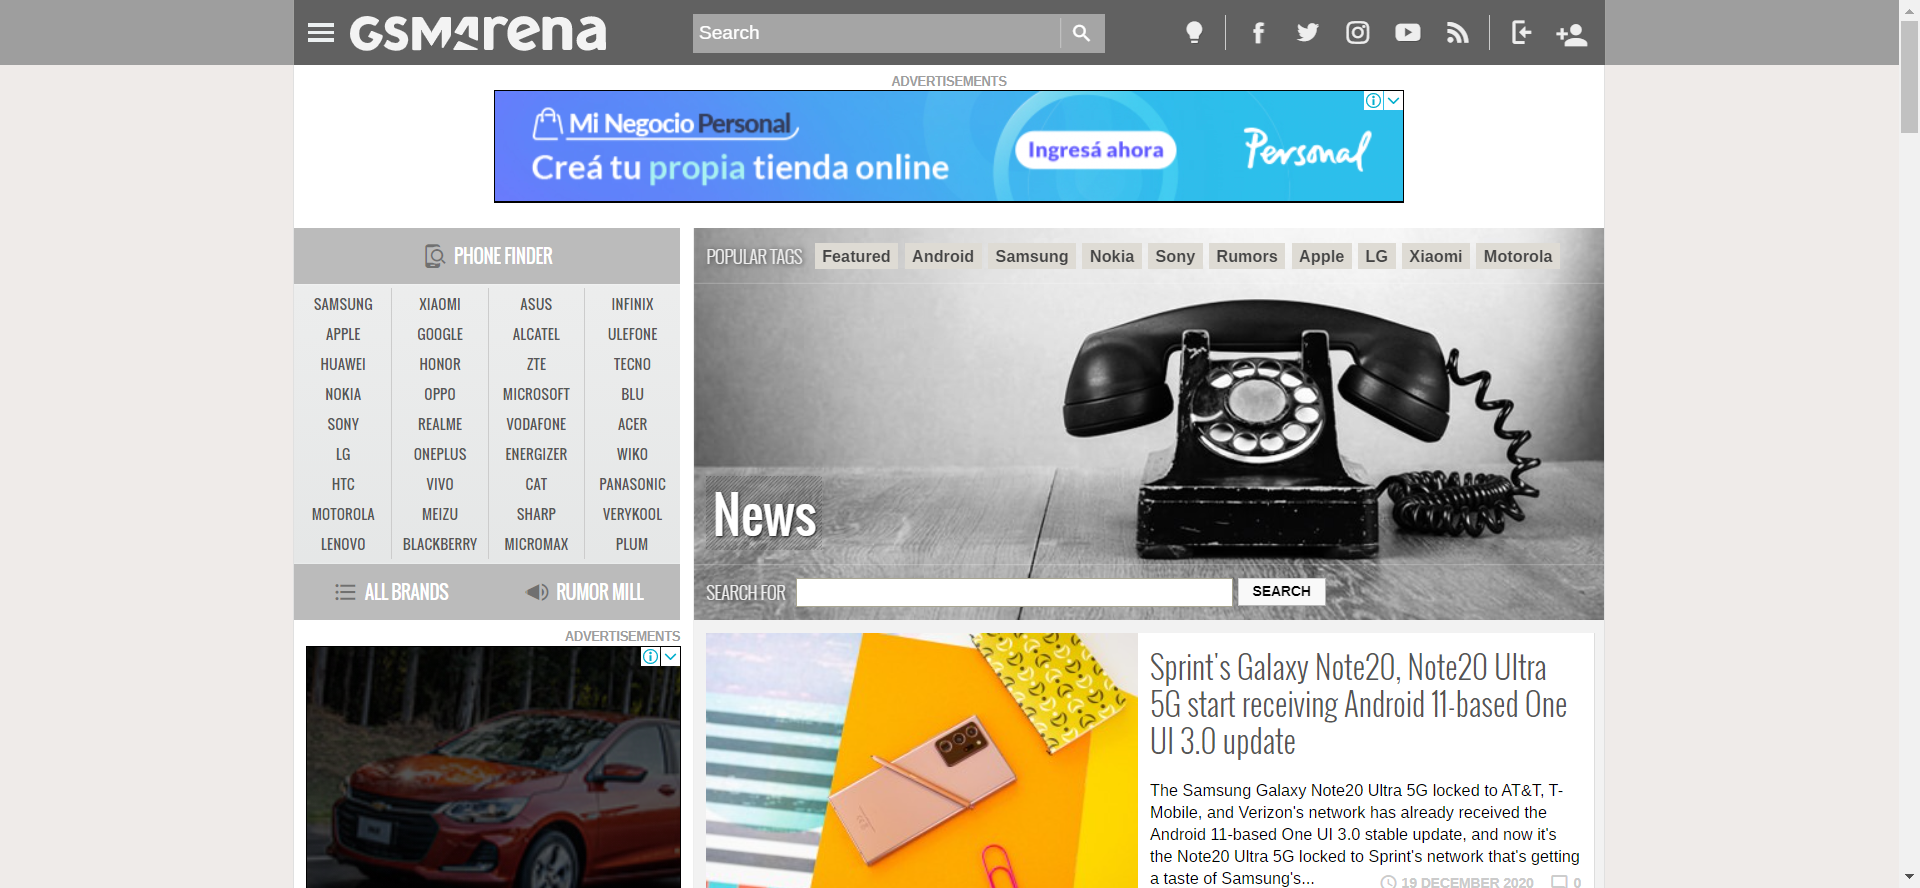 GSMArena
Search
ADVERTISEMENTS
Mi Negocio Personal
Creá tu propia tienda online
Ingresá ahora
Personal
PHONE FINDER
SAMSUNG XIAOMI ASUS INFINIX
APPLE GOOGLE ALCATEL ULEFONE
HUAWEI HONOR ZTE TECNO
NOKIA OPPO MICROSOFT BLU
SONY REALME VODAFONE ACER
LG ONEPLUS ENERGIZER WIKO
HTC VIVO CAT PANASONIC
MOTOROLA MEIZU SHARP VERYKOOL
LENOVO BLACKBERRY MICROMAX PLUM
ALL BRANDS RUMOR MILL
ADVERTISEMENTS
POPULAR TAGS Featured Android Samsung Nokia Sony Rumors Apple LG Xiaomi Motorola
News
SEARCH FOR SEARCH
Sprint's Galaxy Note20, Note20 Ultra
5G start receiving Android 11-based One
UI 3.0 update
The Samsung Galaxy Note20 Ultra 5G locked to AT&T, T-
Mobile, and Verizon's network has already received the
Android 11-based One UI 3.0 stable update, and now it's
the Note20 Ultra 5G locked to Sprint's network that's getting
a taste of Samsung's...
19 DECEMBER 2020 0